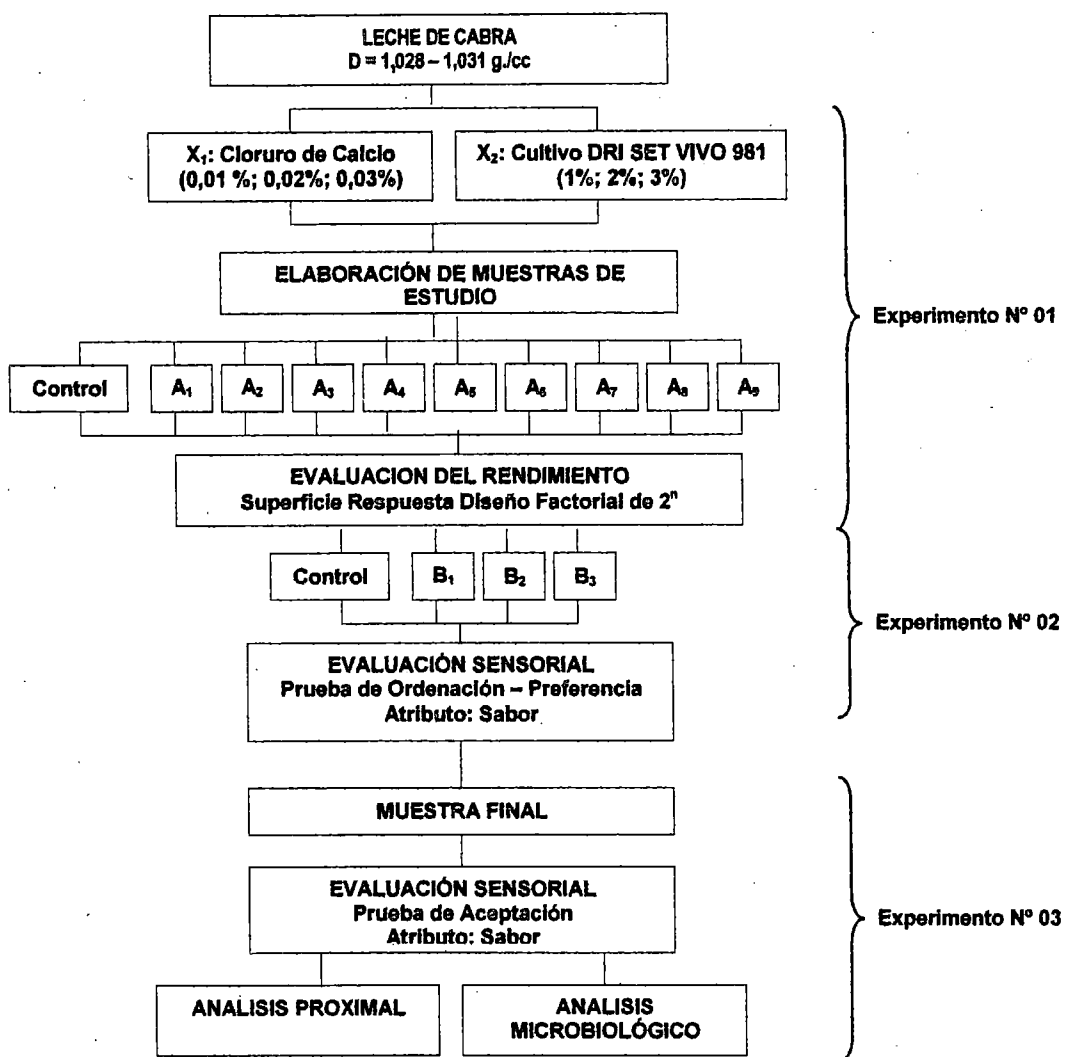 LECHE DE CABRA
D = 1,028 – 1,031 g./cc
X₁: Cloruro de Calcio
(0,01 %; 0,02%; 0,03%)
X₂: Cultivo DRI SET VIVO 981
(1%; 2%; 3%)
ELABORACIÓN DE MUESTRAS DE
ESTUDIO
Experimento Nº 01
Control A₁ A₂ A₃ A₄ A₅ A₆ A₇ A₈ A₉
EVALUACION DEL RENDIMIENTO
Superficie Respuesta Diseño Factorial de 2ⁿ
Control B₁ B₂ B₃
Experimento Nº 02
EVALUACIÓN SENSORIAL
Prueba de Ordenación – Preferencia
Atributo: Sabor
MUESTRA FINAL
EVALUACIÓN SENSORIAL
Prueba de Aceptación
Atributo: Sabor
Experimento Nº 03
ANALISIS PROXIMAL
ANALISIS
MICROBIOLÓGICO